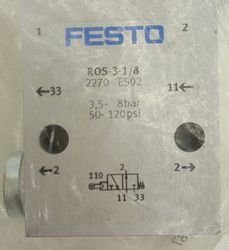 1 2
FESTO
ROS-3-1/8
2270 E502
←33 11←
3,5- 8bar
50-120psi
←2 2→
110 2
11 33